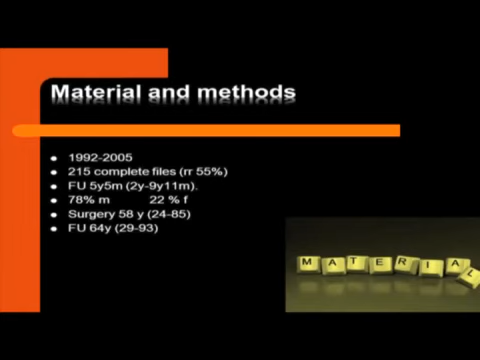 Material and methods
1992-2005
215 complete files (rr 55%)
FU 5y5m (2y-9y11m).
78% m 22 % f
Surgery 58 y (24-85)
FU 64y (29-93)
MATERIAL